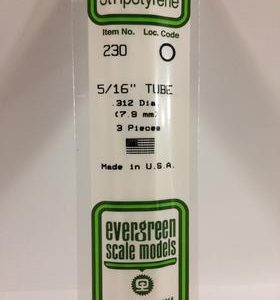 Item No. Loc. Code
230
5/16" TUBE
.312 Dia.
(7.9 mm)
3 Pieces
Made in U.S.A.
evergreen
scale models